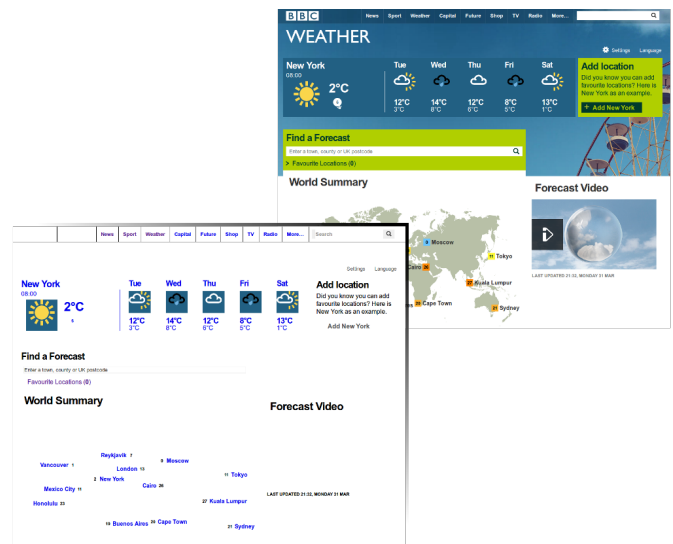 BBC News Sport Weather Capital Future Shop TV Radio More...
WEATHER
Settings Language
New York
08:00
2°C
Tue Wed Thu Fri Sat
12°C 14°C 12°C 8°C 13°C
3°C 8°C 6°C 5°C 1°C
Add location
Did you know you can add
favourite locations? Here is
New York as an example.
+ Add New York
Find a Forecast
Enter a town, county or UK postcode
> Favourite Locations (0)
World Summary
Forecast Video
Moscow
11 Tokyo
Cairo 26
27 Kuala Lumpur
Cape Town
21 Sydney
LAST UPDATED 21:32, MONDAY 31 MAR
News Sport Weather Capital Future Shop TV Radio More... Search
Settings Language
New York
08:00
2°C
Tue Wed Thu Fri Sat
12°C 14°C 12°C 8°C 13°C
3°C 8°C 6°C 5°C 1°C
Add location
Did you know you can add
favourite locations? Here is
New York as an example.
Add New York
Find a Forecast
Enter a town, county or UK postcode
Favourite Locations (0)
World Summary
Forecast Video
Reykjavik 7
Moscow
Vancouver
London 13
11 Tokyo
2 New York
Cairo 26
Mexico City 11
27 Kuala Lumpur
Honolulu 23
LAST UPDATED 21:32, MONDAY 31 MAR
Buenos Aires
Cape Town
21 Sydney